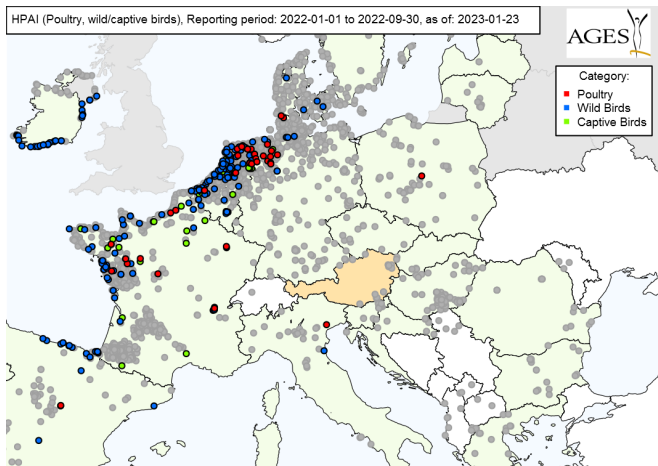 HPAI (Poultry, wild/captive birds), Reporting period: 2022-01-01 to 2022-09-30, as of: 2023-01-23
AGES
Category:
Poultry
Wild Birds
Captive Birds